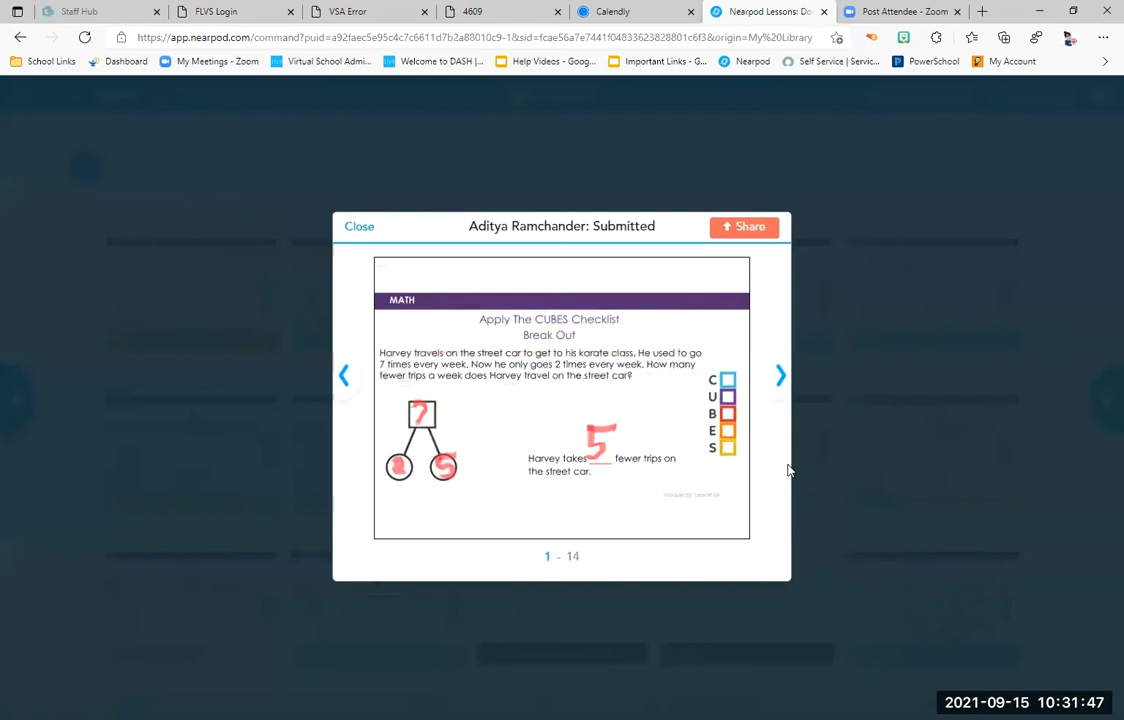 Staff Hub
FLVS Login
VSA Error
4609
Calendly
Nearpod Lessons: Do
Post Attendee - Zoom
https://app.nearpod.com/command?puid=a92faec5e95c4c7c6611d7b2a88010c9-1&sid=fcae56a7e7441f04833623828801c6f3&origin=My%20Library
School Links
Dashboard
My Meetings - Zoom
Virtual School Admi...
Welcome to DASH |...
Help Videos - Goog...
Important Links - G...
Nearpod
Self Service | Servic...
PowerSchool
My Account
Close
Aditya Ramchander: Submitted
Share
MATH
Apply The CUBES Checklist
Break Out
Harvey travels on the street car to get to his karate class. He used to go
7 times every week. Now he only goes 2 times every week. How many
fewer trips a week does Harvey travel on the street car?
C
U
B
E
S
7
2
5
5
Harvey takes ___ fewer trips on
the street car.
1 - 14
2021-09-15 10:31:47